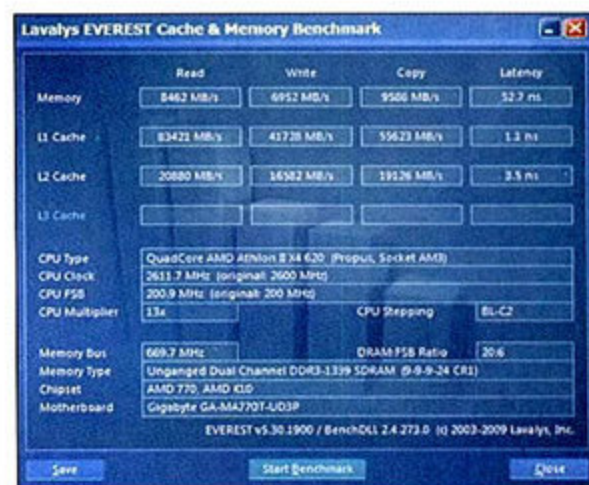 Lavalys EVEREST Cache & Memory Benchmark
Read Write Copy Latency
Memory 8462 MB/s 6952 MB/s 9586 MB/s 52.7 ns
L1 Cache 83421 MB/s 41728 MB/s 55623 MB/s 1.1 ns
L2 Cache 20880 MB/s 16582 MB/s 19126 MB/s 3.5 ns
L3 Cache
CPU Type QuadCore AMD Athlon II X4 620 (Propus, Socket AM3)
CPU Clock 2611.7 MHz (original: 2600 MHz)
CPU FSB 200.9 MHz (original: 200 MHz)
CPU Multiplier 13x CPU Stepping BL-C2
Memory Bus 669.7 MHz DRAM:FSB Ratio 20:6
Memory Type Unganged Dual Channel DDR3-1339 SDRAM (9-9-9-24 CR1)
Chipset AMD 770, AMD K10
Motherboard Gigabyte GA-MA770T-UD3P
EVEREST v5.30.1900 / BenchDLL 2.4.273.0 (c) 2003-2009 Lavalys, Inc.
Save Start Benchmark Close